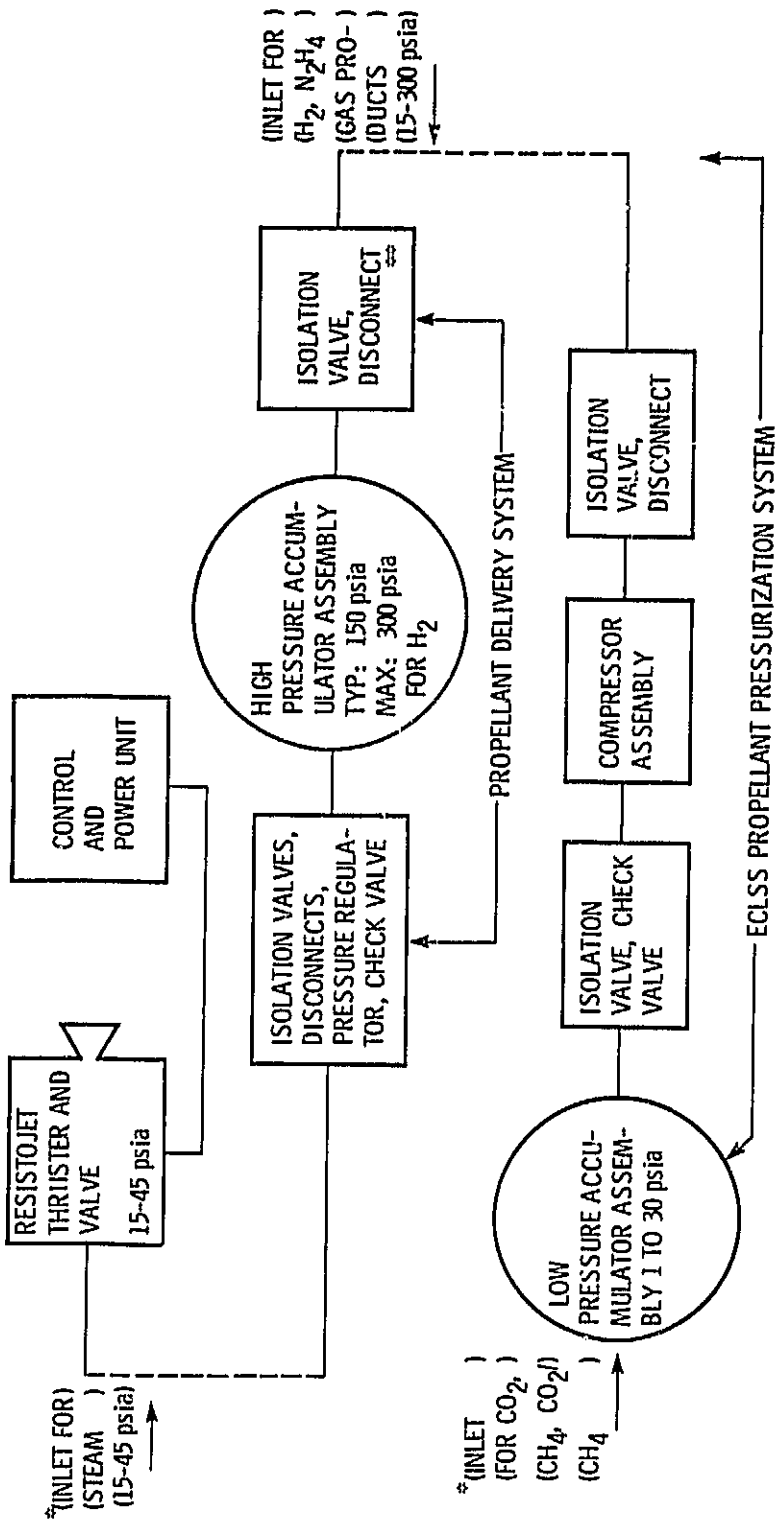 #(INLET FOR)
(STEAM )
(15-45 psia)
RESISTOJET
THRUSTER AND
VALVE
15-45 psia
CONTROL
AND
POWER UNIT
ISOLATION VALVES,
DISCONNECTS,
PRESSURE REGULA-
TOR, CHECK VALVE
HIGH
PRESSURE ACCUM-
ULATOR ASSEMBLY
TYP: 150 psia
MAX: 300 psia
FOR H₂
ISOLATION
VALVE,
DISCONNECT
#
(INLET FOR )
(H₂, N₂H₄
(GAS PRO-)
(DUCTS
(15-300 psia)
PROPELLANT DELIVERY SYSTEM
#(INLET )
(FOR CO₂, )
(CH₄, CO₂/)
(CH₄ )
LOW
PRESSURE ACCU-
MULATOR ASSEM-
BLY 1 TO 30 psia
ISOLATION
VALVE, CHECK
VALVE
COMPRESSOR
ASSEMBLY
ISOLATION
VALVE,
DISCONNECT
ECLSS PROPELLANT PRESSURIZATION SYSTEM